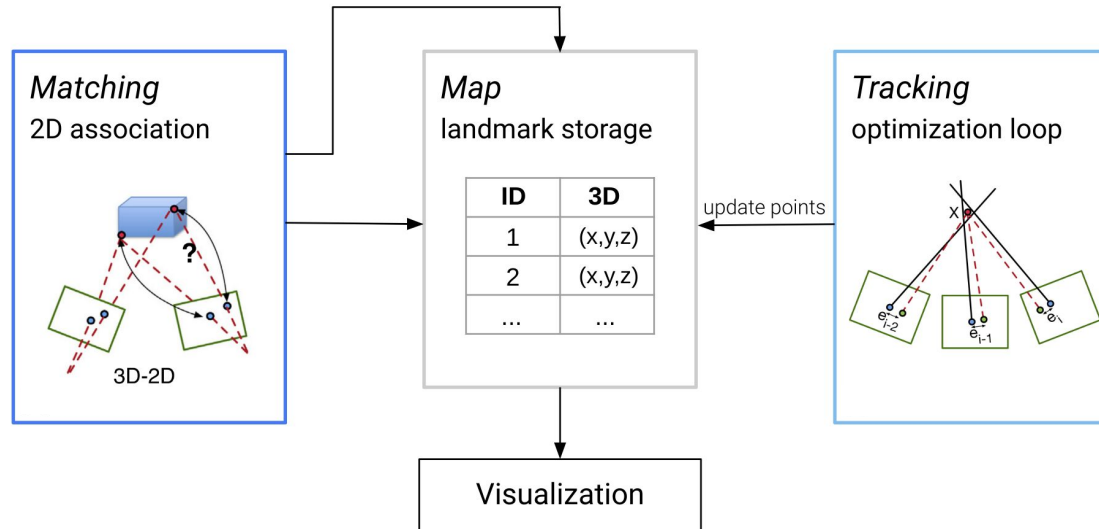 Matching
2D association
?
3D-2D
Map
landmark storage
ID 3D
1 (x,y,z)
2 (x,y,z)
... ...
update points
Tracking
optimization loop
X
e i-2
e i-1
e i
Visualization